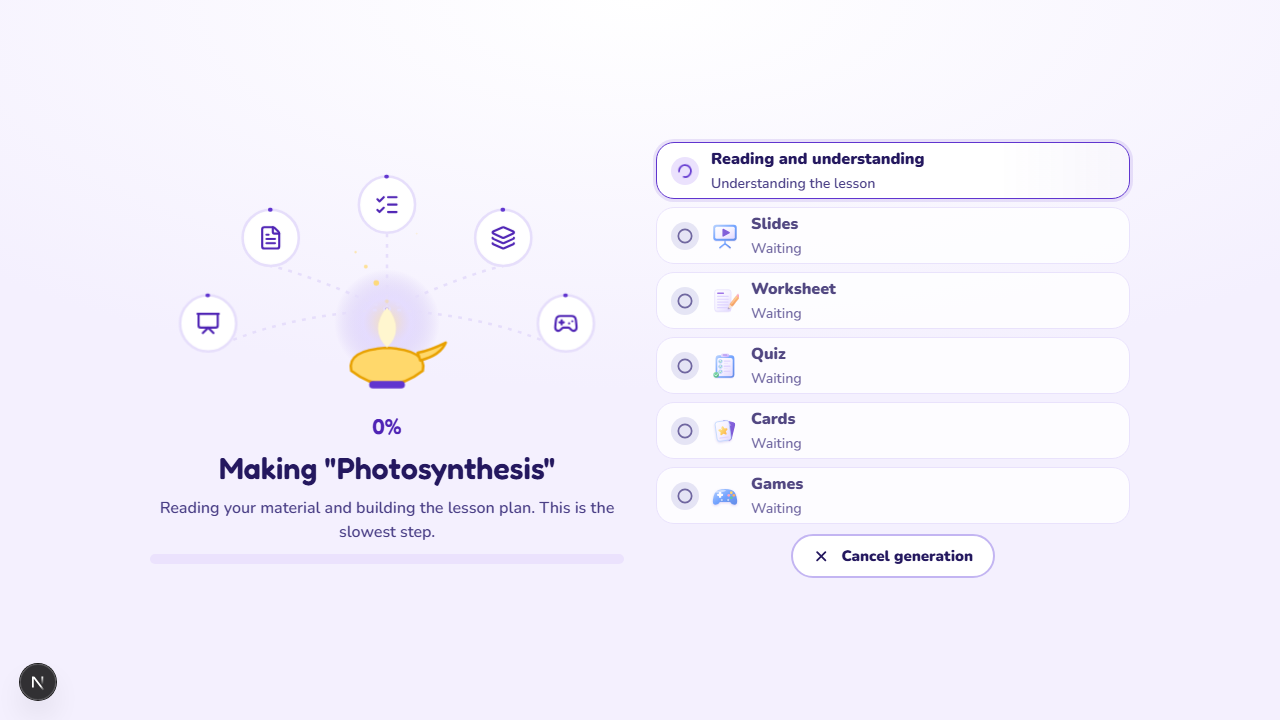 0%
Making "Photosynthesis"
Reading your material and building the lesson plan. This is the
slowest step.
Reading and understanding
Understanding the lesson
Slides
Waiting
Worksheet
Waiting
Quiz
Waiting
Cards
Waiting
Games
Waiting
Cancel generation
N